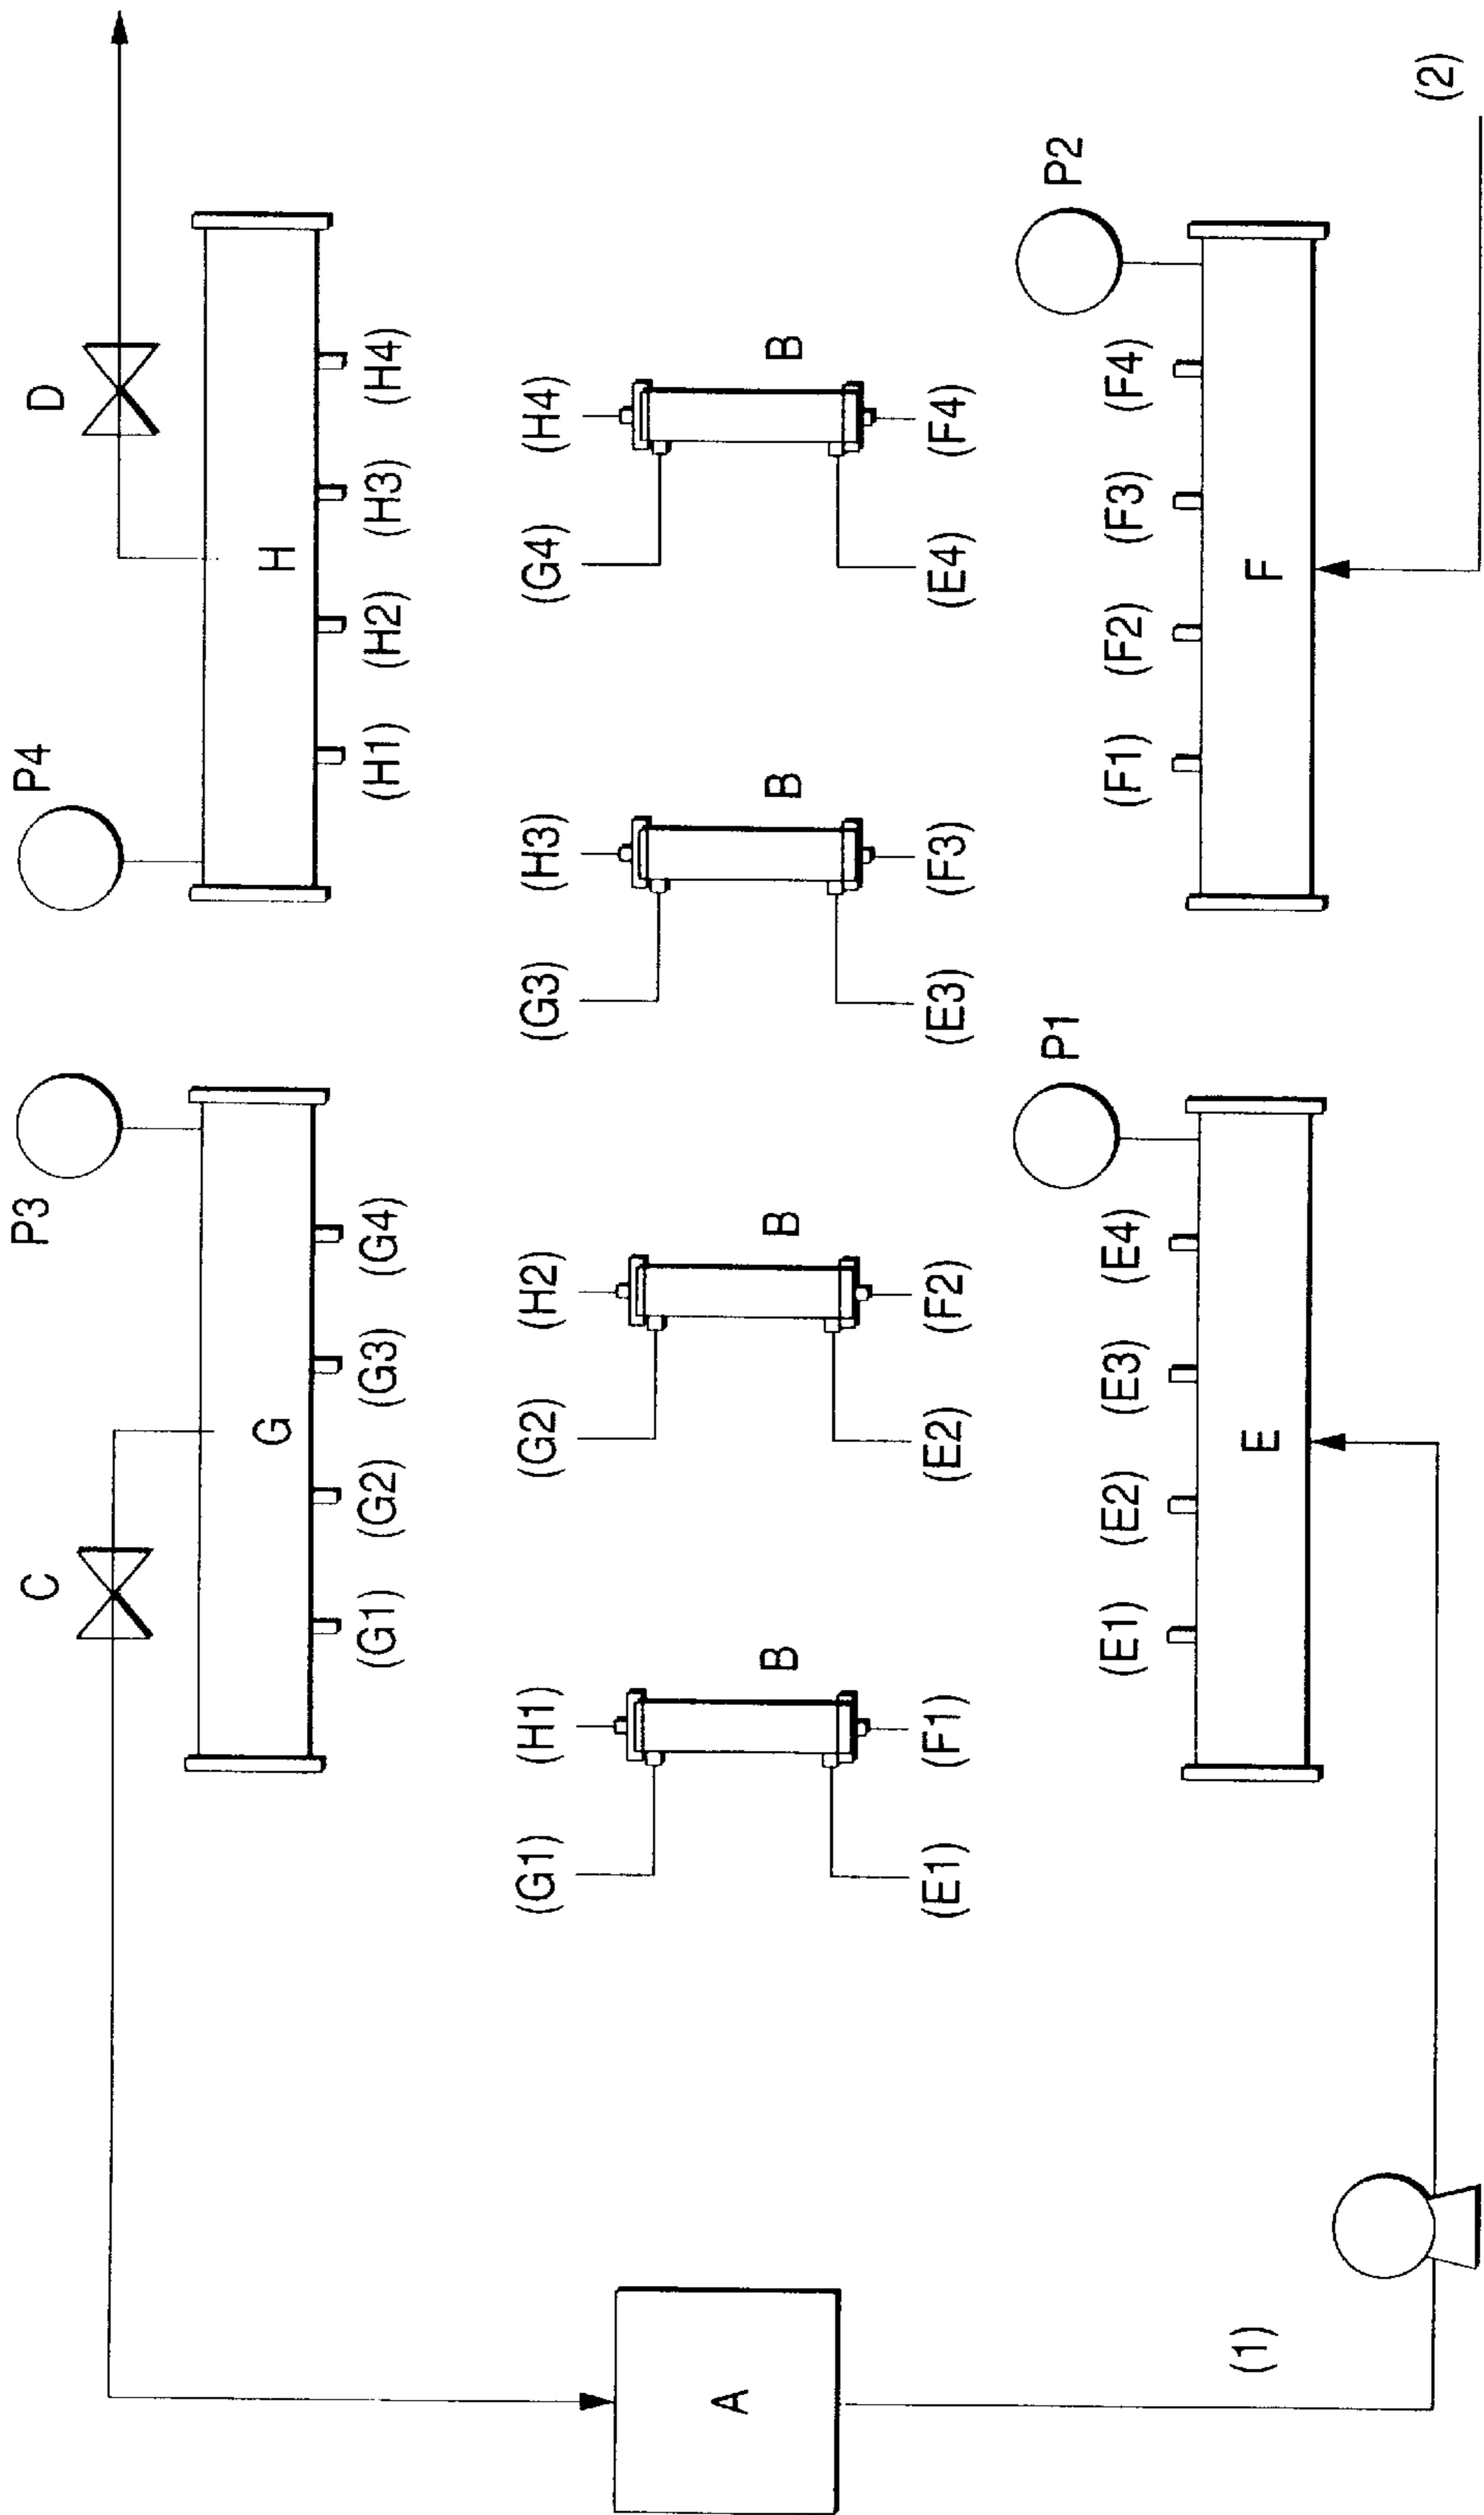 C P3 P4 D
G H
(G1) (G2) (G3) (G4) (H1) (H2) (H3) (H4)
(G1) (H1) (G2) (H2) (G3) (H3) (G4) (H4)
A B B B B
(E1) (F1) (E2) (F2) (E3) (F3) (E4) (F4)
P1 P2
(E1) (E2) (E3) (E4) (F1) (F2) (F3) (F4)
(1) E F
(2)